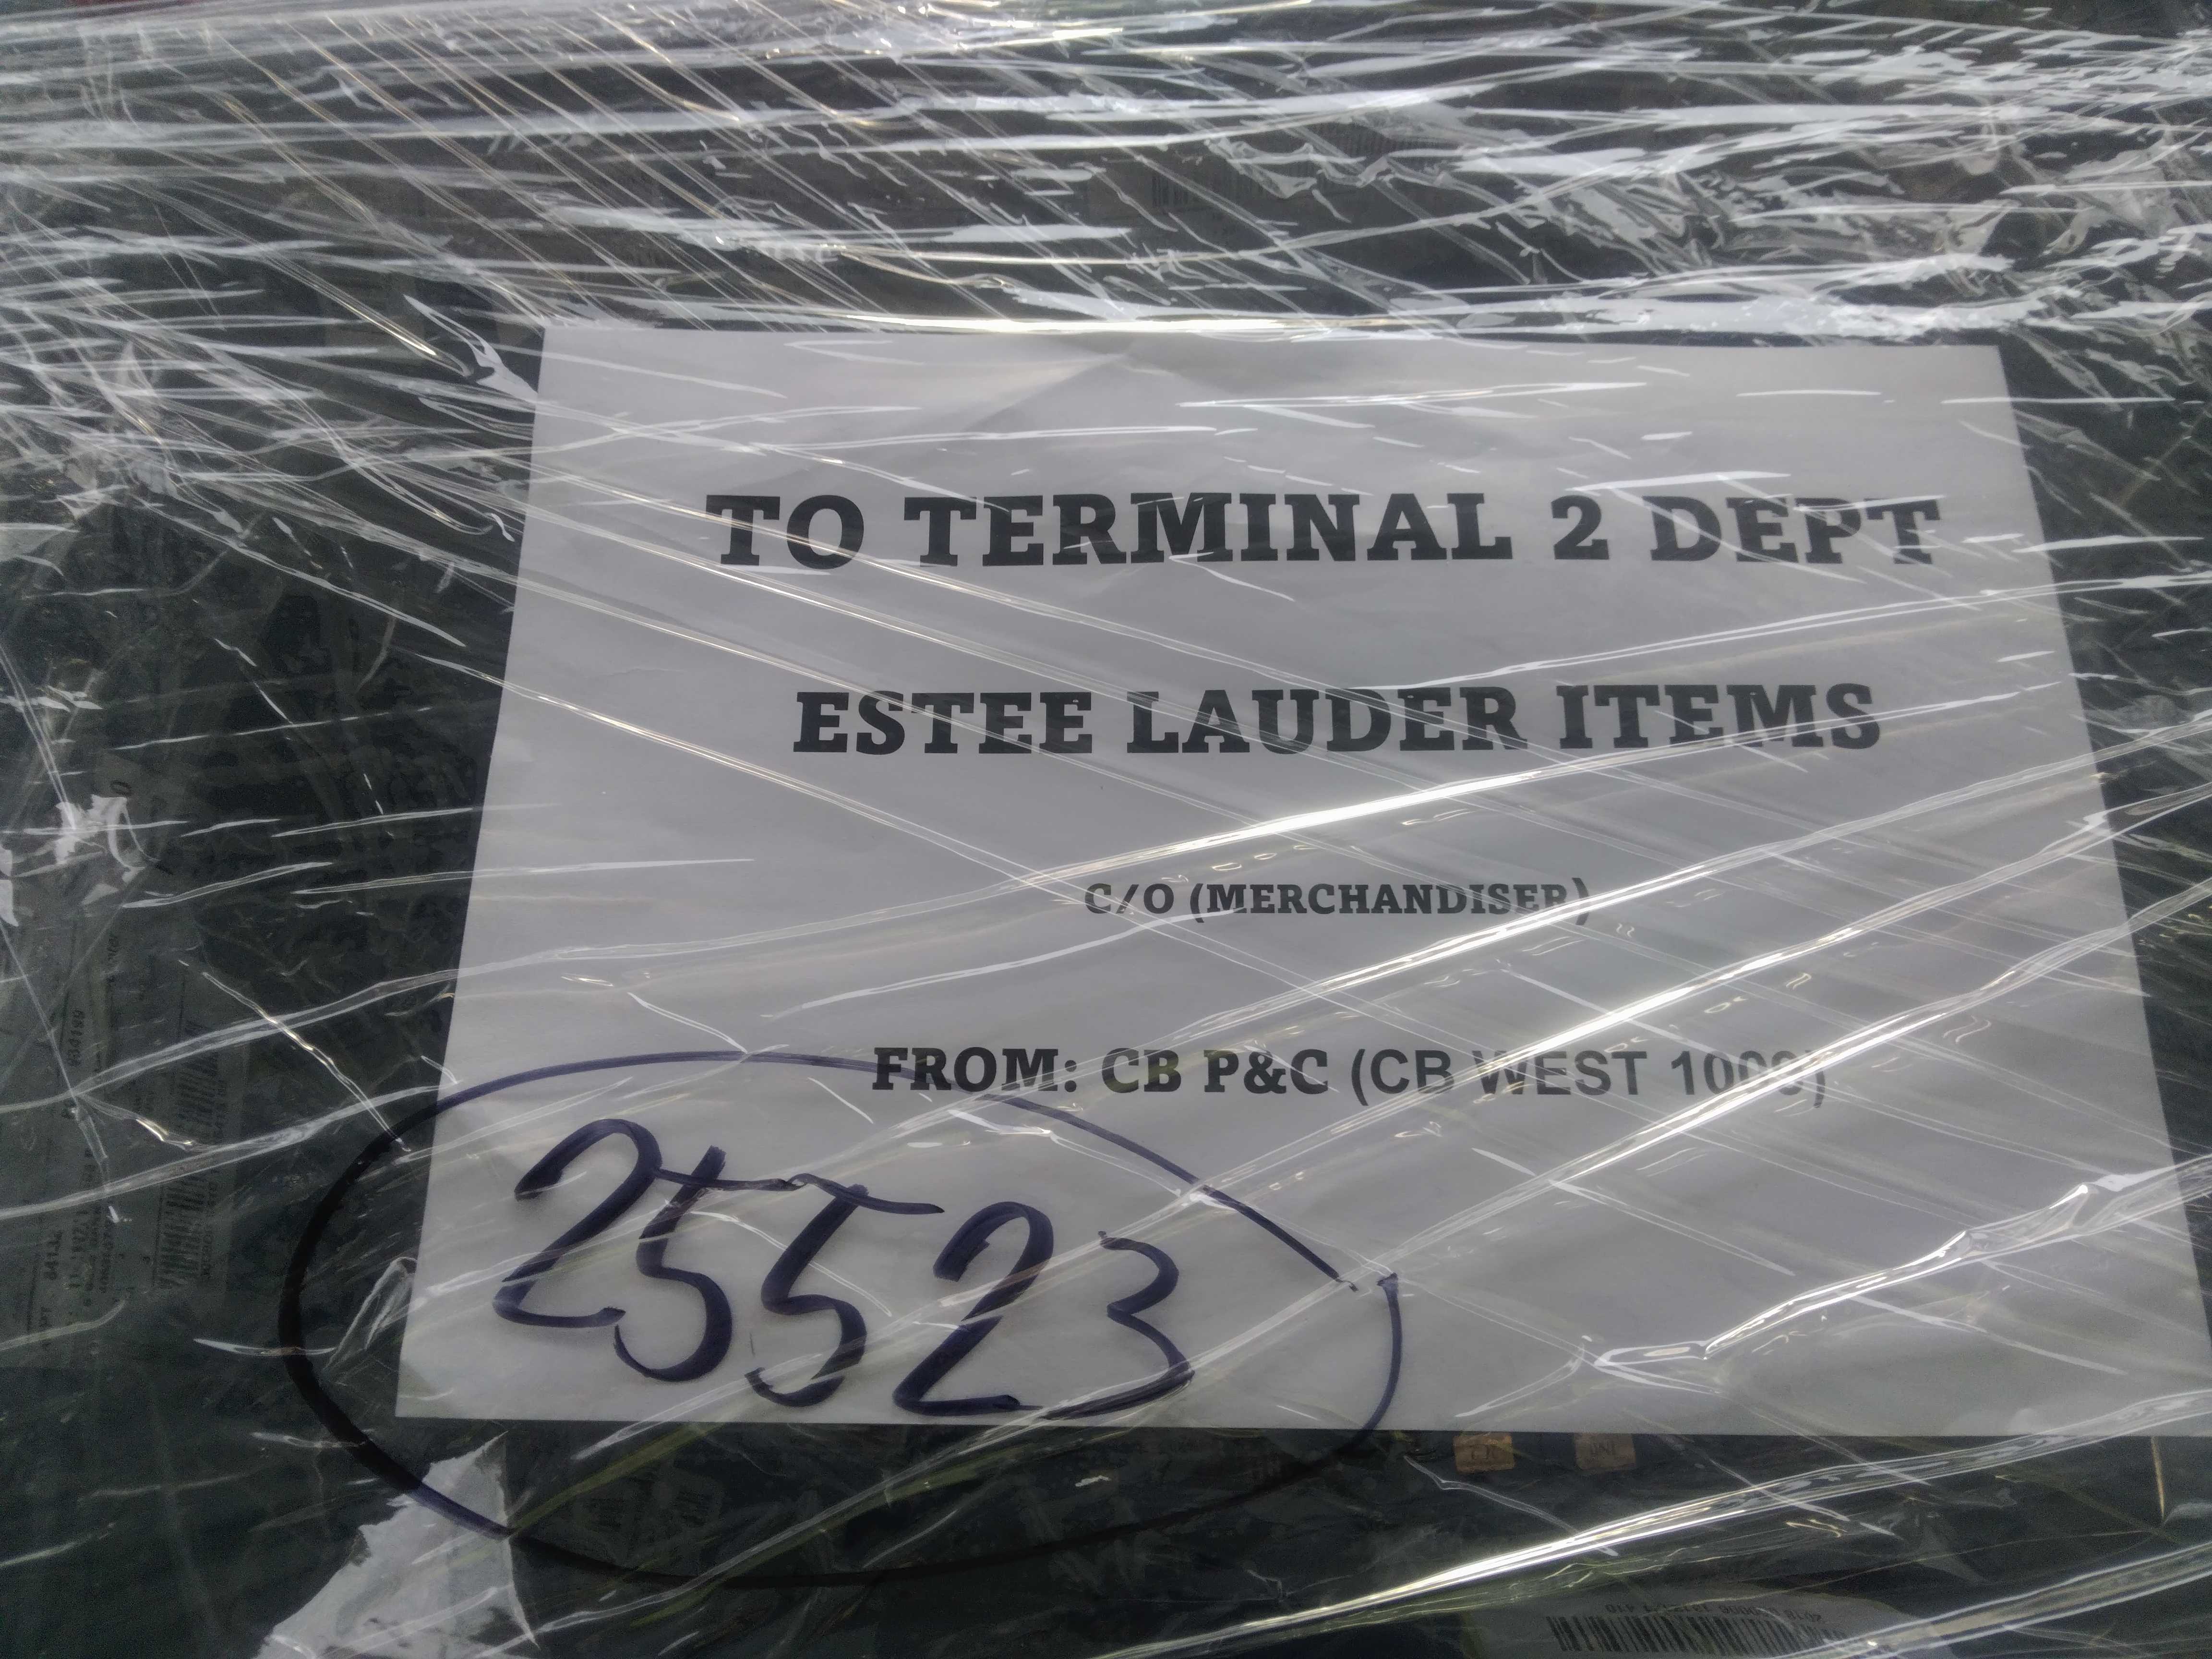 TO TERMINAL 2 DEPT
ESTEE LAUDER ITEMS
C/O (MERCHANDISER)
FROM: CB P&C (CB WEST 1000)
25523